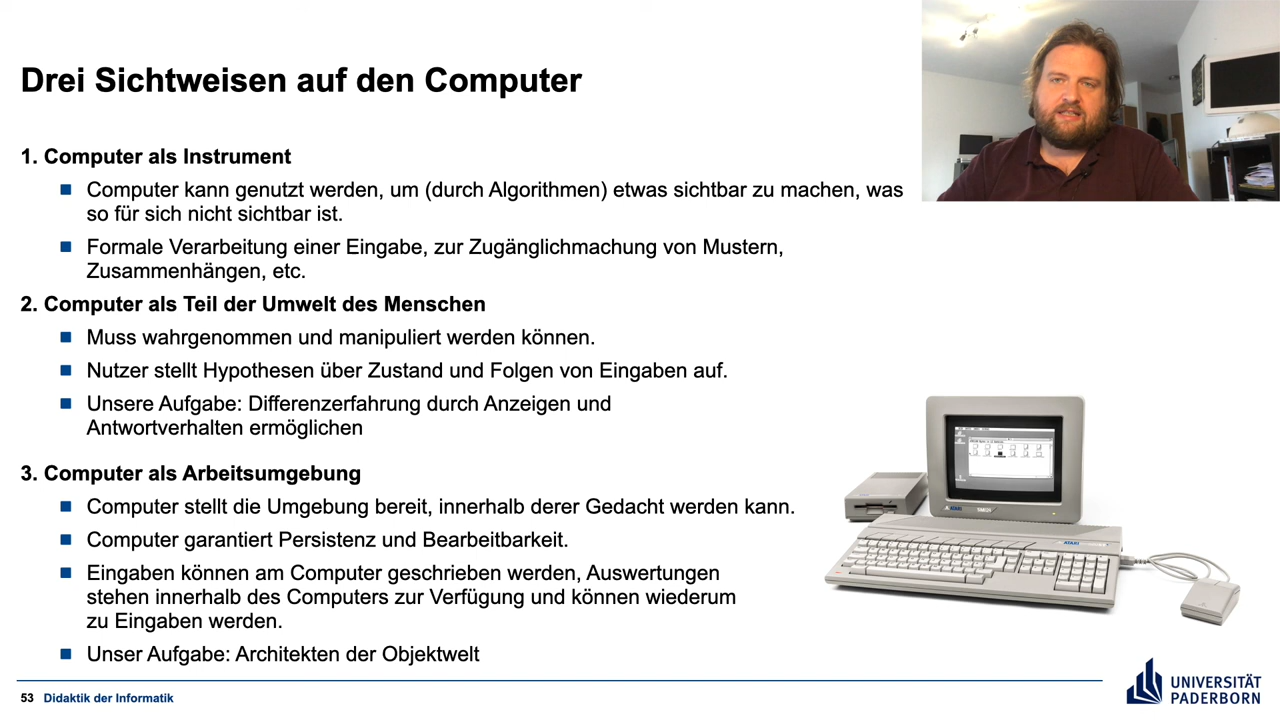 Drei Sichtweisen auf den Computer
1. Computer als Instrument
Computer kann genutzt werden, um (durch Algorithmen) etwas sichtbar zu machen, was
so für sich nicht sichtbar ist.
Formale Verarbeitung einer Eingabe, zur Zugänglichmachung von Mustern,
Zusammenhängen, etc.
2. Computer als Teil der Umwelt des Menschen
Muss wahrgenommen und manipuliert werden können.
Nutzer stellt Hypothesen über Zustand und Folgen von Eingaben auf.
Unsere Aufgabe: Differenzerfahrung durch Anzeigen und
Antwortverhalten ermöglichen
3. Computer als Arbeitsumgebung
Computer stellt die Umgebung bereit, innerhalb derer Gedacht werden kann.
Computer garantiert Persistenz und Bearbeitbarkeit.
Eingaben können am Computer geschrieben werden, Auswertungen
stehen innerhalb des Computers zur Verfügung und können wiederum
zu Eingaben werden.
Unser Aufgabe: Architekten der Objektwelt
ATARI
ATARI
53 Didaktik der Informatik
UNIVERSITÄT
PADERBORN